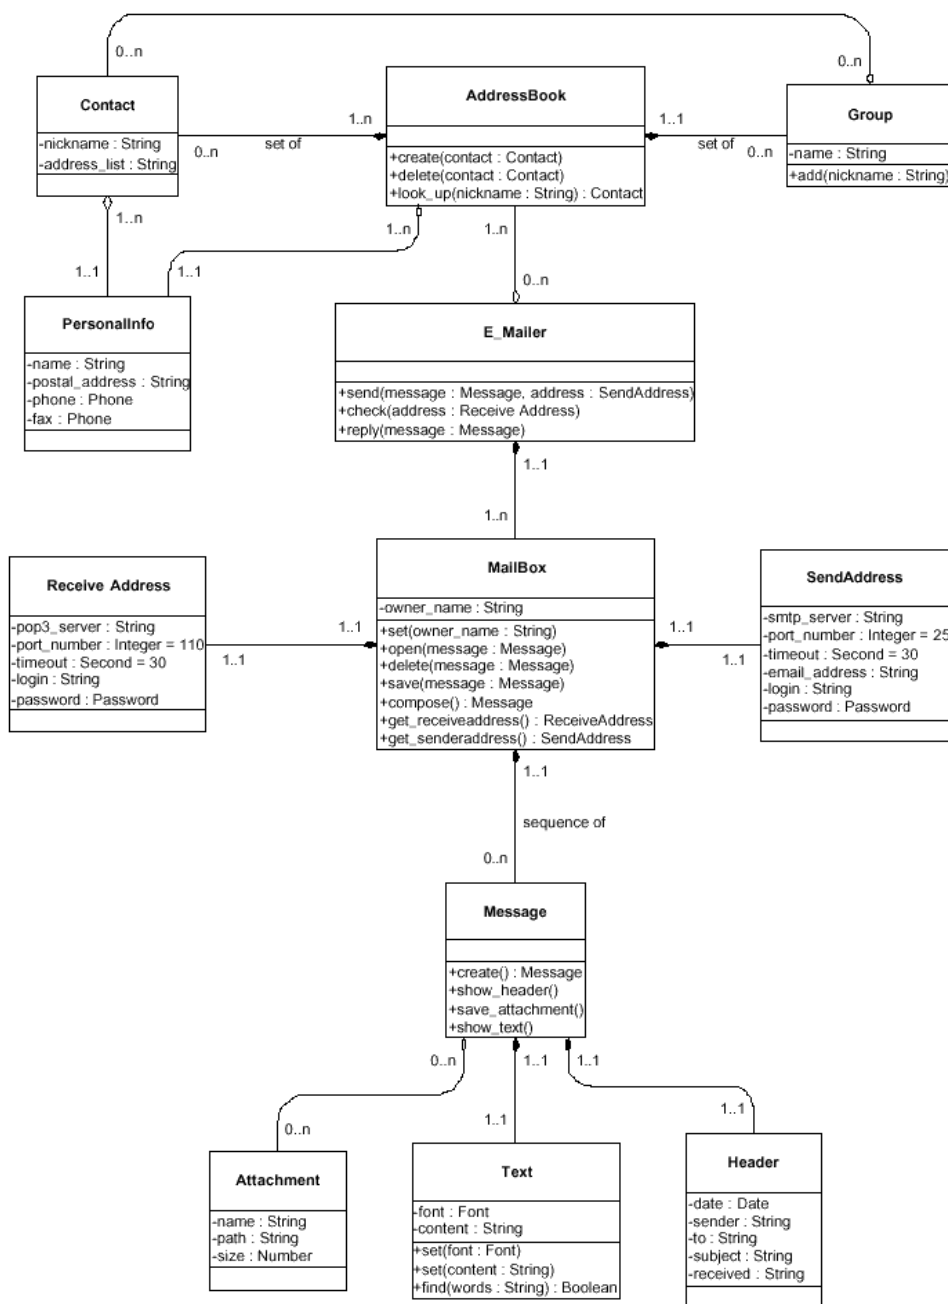 0..n
0..n
Contact
-nickname : String
-address_list : String
AddressBook
+create(contact : Contact)
+delete(contact : Contact)
+look_up(nickname : String) : Contact
Group
-name : String
+add(nickname : String)
1..n
0..n
set of
1..1
set of
0..n
1..n
1..n
1..n
1..1
1..1
0..n
PersonalInfo
-name : String
-postal_address : String
-phone : Phone
-fax : Phone
E_Mailer
+send(message : Message, address : SendAddress)
+check(address : Receive Address)
+reply(message : Message)
1..1
1..n
Receive Address
-pop3_server : String
-port_number : Integer = 110
-timeout : Second = 30
-login : String
-password : Password
MailBox
-owner_name : String
+set(owner_name : String)
+open(message : Message)
+delete(message : Message)
+save(message : Message)
+compose() : Message
+get_receiveaddress() : ReceiveAddress
+get_senderaddress() : SendAddress
SendAddress
-smtp_server : String
-port_number : Integer = 25
-timeout : Second = 30
-email_address : String
-login : String
-password : Password
1..1
1..1
1..1
1..1
1..1
sequence of
0..n
Message
+create() : Message
+show_header()
+save_attachment()
+show_text()
0..n
1..1
1..1
0..n
1..1
1..1
Attachment
-name : String
-path : String
-size : Number
Text
-font : Font
-content : String
+set(font : Font)
+set(content : String)
+find(words : String) : Boolean
Header
-date : Date
-sender : String
-to : String
-subject : String
-received : String